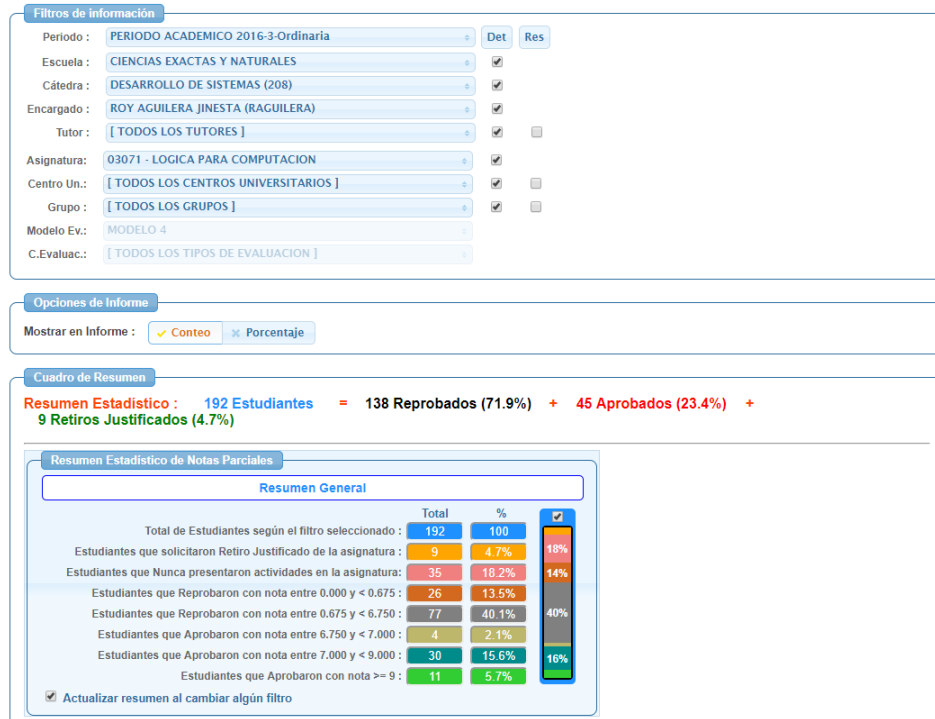 Filtros de información
Periodo : PERIODO ACADEMICO 2016-3-Ordinaria Det Res
Escuela : CIENCIAS EXACTAS Y NATURALES
Cátedra : DESARROLLO DE SISTEMAS (208)
Encargado : ROY AGUILERA JINESTA (RAGUILERA)
Tutor : [ TODOS LOS TUTORES ]
Asignatura: 03071 - LOGICA PARA COMPUTACION
Centro Un.: [ TODOS LOS CENTROS UNIVERSITARIOS ]
Grupo : [ TODOS LOS GRUPOS ]
Modelo Ev.: MODELO 4
C.Evaluac.: [ TODOS LOS TIPOS DE EVALUACION ]
Opciones de Informe
Mostrar en Informe : Conteo Porcentaje
Cuadro de Resumen
Resumen Estadístico : 192 Estudiantes = 138 Reprobados (71.9%) + 45 Aprobados (23.4%) +
9 Retiros Justificados (4.7%)
Resumen Estadístico de Notas Parciales
Resumen General
Total %
Total de Estudiantes según el filtro seleccionado : 192 100
Estudiantes que solicitaron Retiro Justificado de la asignatura : 9 4.7% 18%
Estudiantes que Nunca presentaron actividades en la asignatura: 35 18.2% 14%
Estudiantes que Reprobaron con nota entre 0.000 y < 0.675 : 26 13.5%
Estudiantes que Reprobaron con nota entre 0.675 y < 6.750 : 77 40.1% 40%
Estudiantes que Aprobaron con nota entre 6.750 y < 7.000 : 4 2.1%
Estudiantes que Aprobaron con nota entre 7.000 y < 9.000 : 30 15.6% 16%
Estudiantes que Aprobaron con nota >= 9 : 11 5.7%
Actualizar resumen al cambiar algún filtro